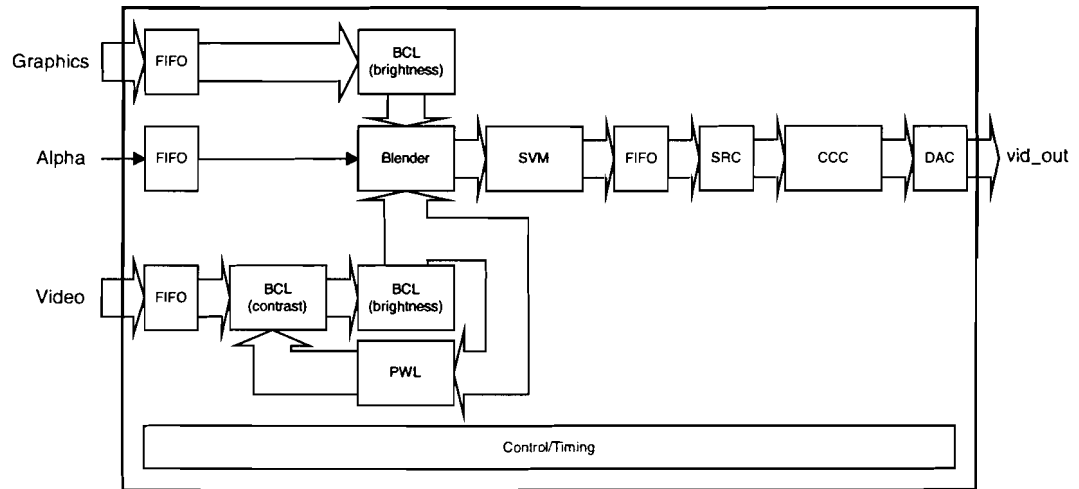 Graphics
FIFO
BCL
(brightness)
Alpha
FIFO
Blender
SVM
FIFO
SRC
CCC
DAC
vid_out
Video
FIFO
BCL
(contrast)
BCL
(brightness)
PWL
Control/Timing